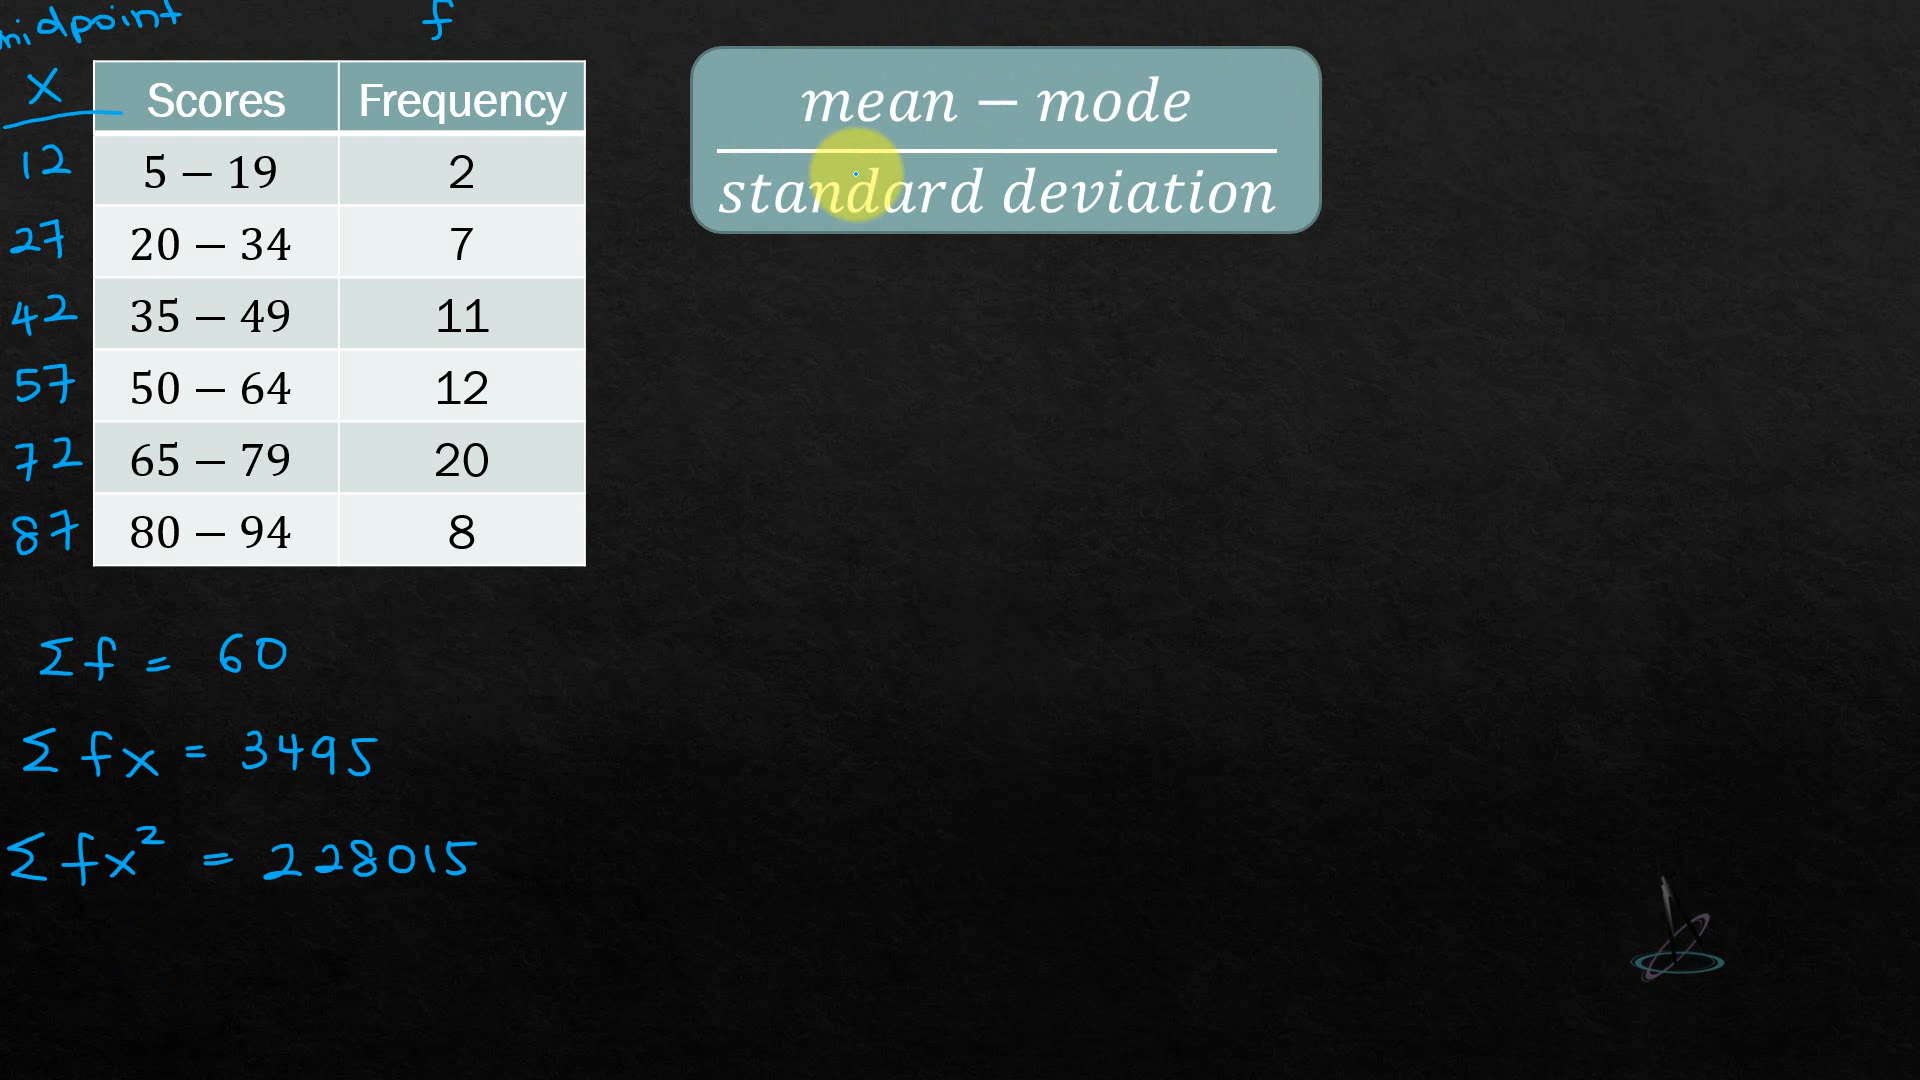 midpoint f
x Scores Frequency
12 5 – 19 2
27 20 – 34 7
42 35 – 49 11
57 50 – 64 12
72 65 – 79 20
87 80 – 94 8
mean − mode
standard deviation
Σf = 60
Σfx = 3495
Σfx² = 228015